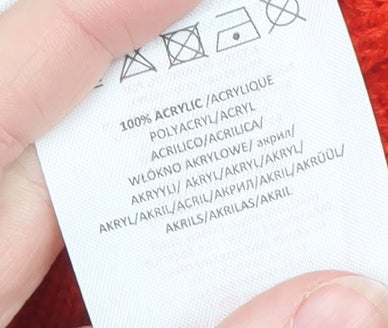 100% ACRYLIC /ACRYLIQUE
POLYACRYL/ACRYL
ACRILICO/ACRILICA/
WŁÓKNO AKRYLOWE/ акрил/
AKRYYLI/ AKRYL/AKRYL/AKRYL/
AKRYL/AKRIL/ACRIL/АКРИЛ/AKRIL/AKRÜÜL/
AKRILS/AKRILAS/AKRIL